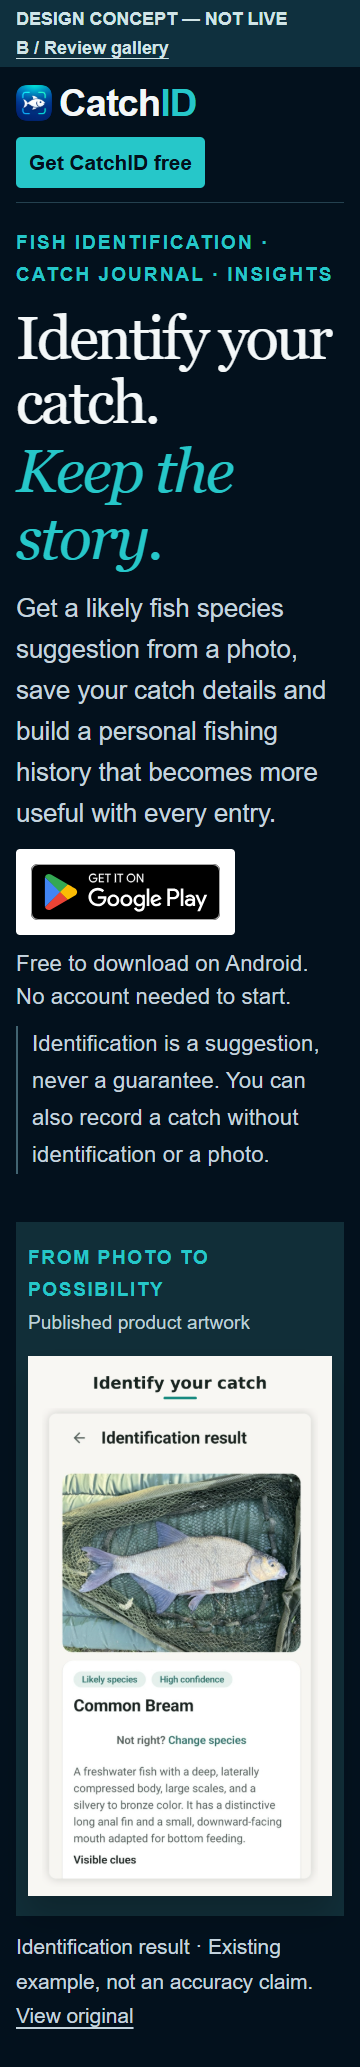 DESIGN CONCEPT — NOT LIVE
B / Review gallery
CatchID
Get CatchID free
FISH IDENTIFICATION ·
CATCH JOURNAL · INSIGHTS
Identify your
catch.
Keep the
story.
Get a likely fish species
suggestion from a photo,
save your catch details and
build a personal fishing
history that becomes more
useful with every entry.
GET IT ON
Google Play
Free to download on Android.
No account needed to start.
Identification is a suggestion,
never a guarantee. You can
also record a catch without
identification or a photo.
FROM PHOTO TO
POSSIBILITY
Published product artwork
Identify your catch
Identification result
Likely species High confidence
Common Bream
Not right? Change species
A freshwater fish with a deep, laterally
compressed body, large scales, and a
silvery to bronze color. It has a distinctive
long anal fin and a small, downward-facing
mouth adapted for bottom feeding.
Visible clues
Identification result · Existing
example, not an accuracy claim.
View original